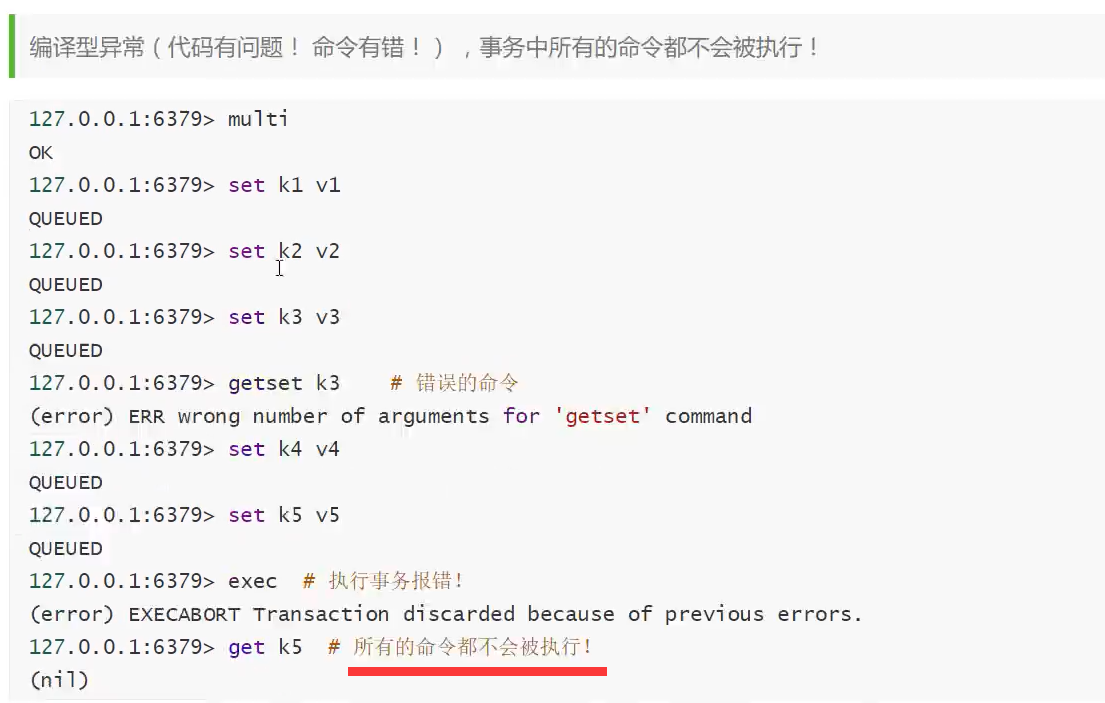 编译型异常（代码有问题！ 命令有错！） ，事务中所有的命令都不会被执行！
127.0.0.1:6379> multi
OK
127.0.0.1:6379> set k1 v1
QUEUED
127.0.0.1:6379> set k2 v2
QUEUED
127.0.0.1:6379> set k3 v3
QUEUED
127.0.0.1:6379> getset k3    # 错误的命令
(error) ERR wrong number of arguments for 'getset' command
127.0.0.1:6379> set k4 v4
QUEUED
127.0.0.1:6379> set k5 v5
QUEUED
127.0.0.1:6379> exec  # 执行事务报错！
(error) EXECABORT Transaction discarded because of previous errors.
127.0.0.1:6379> get k5  # 所有的命令都不会被执行！
(nil)